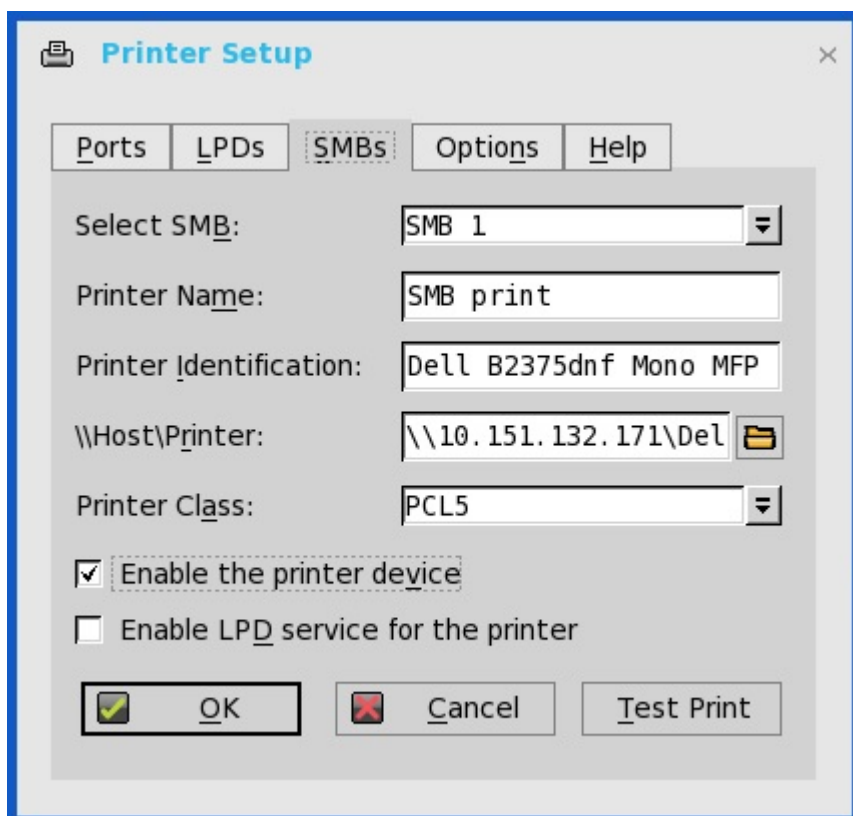 Printer Setup
Ports LPDs SMBs Options Help
Select SMB: SMB 1
Printer Name: SMB print
Printer Identification: Dell B2375dnf Mono MFP
\\Host\Printer: \\10.151.132.171\Del
Printer Class: PCL5
Enable the printer device
Enable LPD service for the printer
OK Cancel Test Print